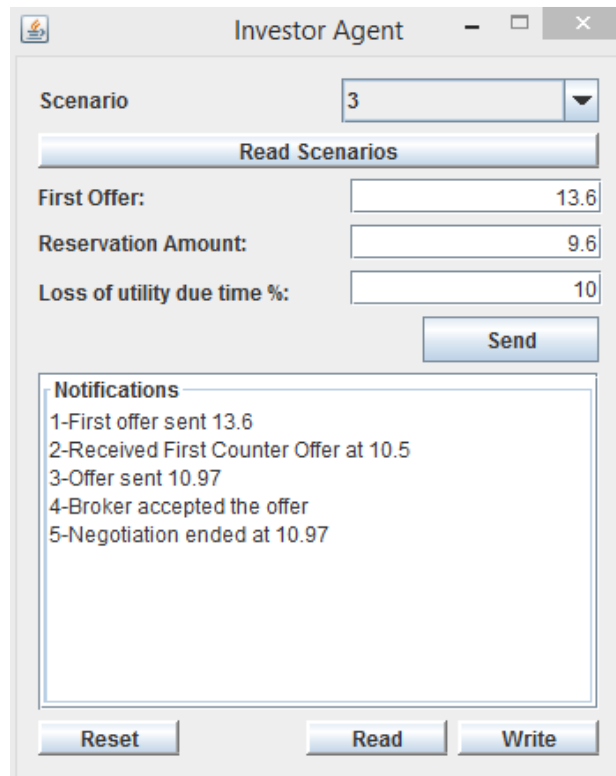 Investor Agent
Scenario 3
Read Scenarios
First Offer: 13.6
Reservation Amount: 9.6
Loss of utility due time %: 10
Send
Notifications
1-First offer sent 13.6
2-Received First Counter Offer at 10.5
3-Offer sent 10.97
4-Broker accepted the offer
5-Negotiation ended at 10.97
Reset Read Write